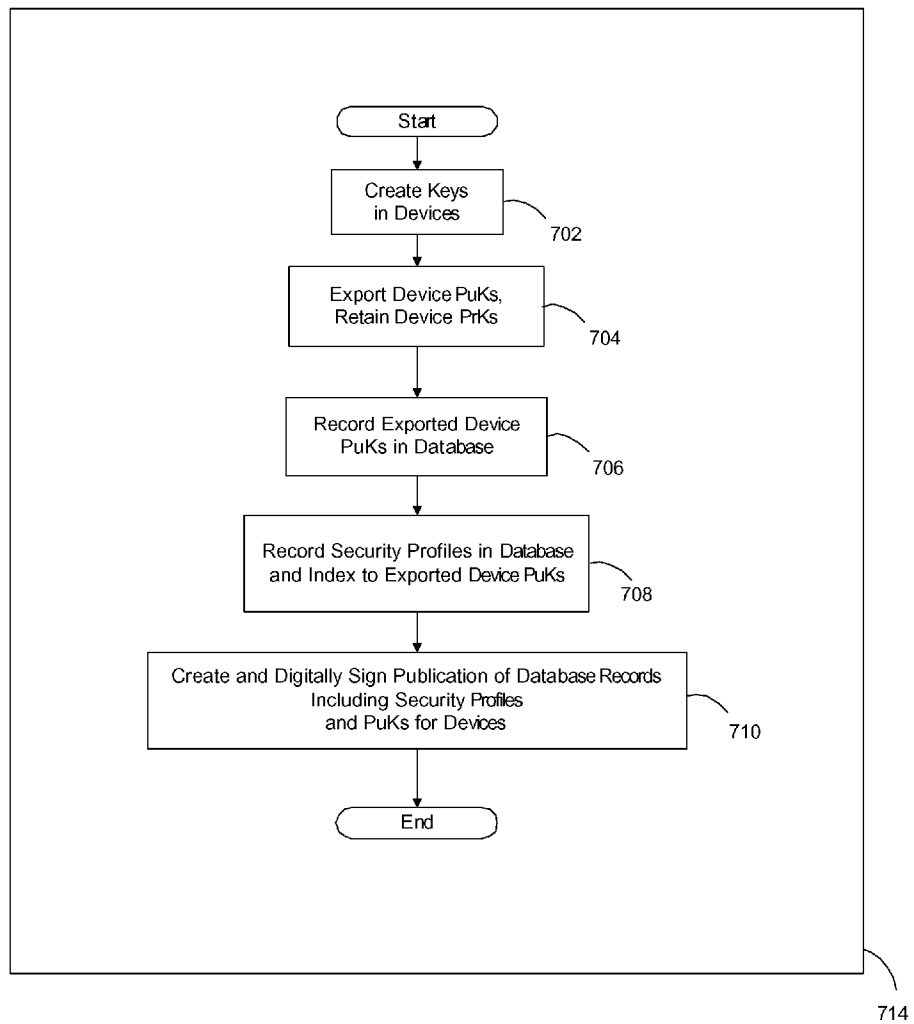 Start
Create Keys
in Devices
702
Export Device PuKs,
Retain Device PrKs
704
Record Exported Device
PuKs in Database
706
Record Security Profiles in Database
and Index to Exported Device PuKs
708
Create and Digitally Sign Publication of Database Records
Including Security Profiles
and PuKs for Devices
710
End
714